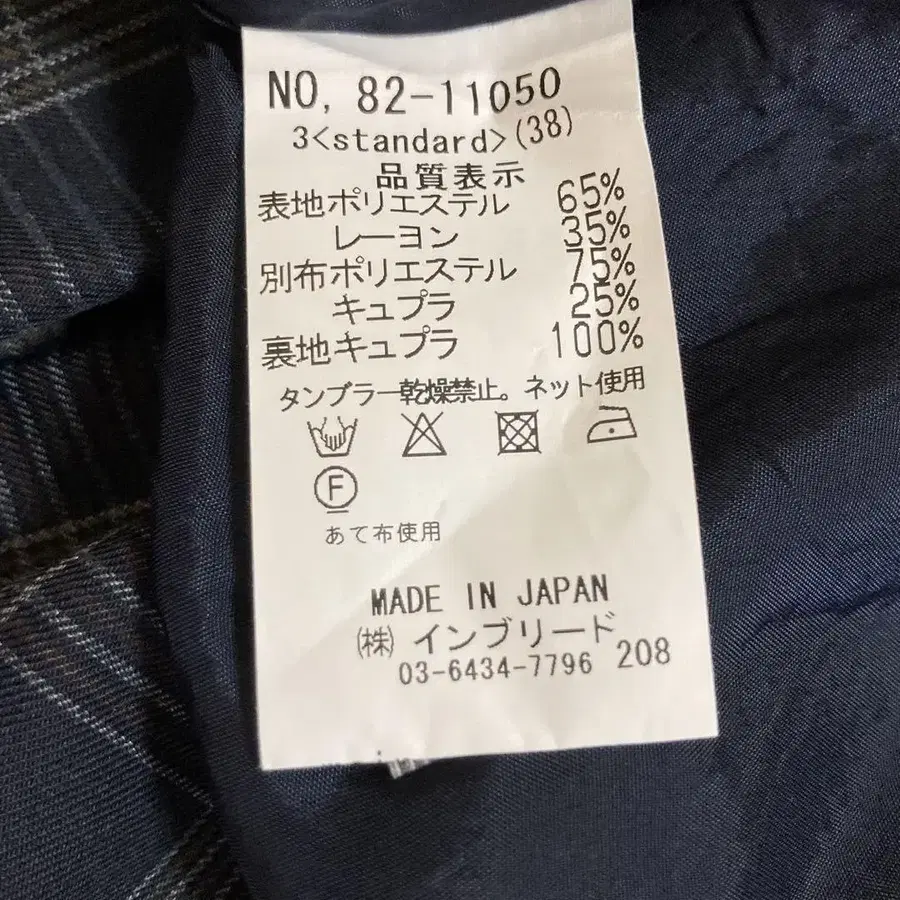 NO, 82-11050
3<standard>(38)
品質表示
表地ポリエステル 65%
レーヨン 35%
別布ポリエステル 75%
キュプラ 25%
裏地キュプラ 100%
タンブラー乾燥禁止。ネット使用
F
あて布使用
MADE IN JAPAN
㈱ インブリード
03-6434-7796 208